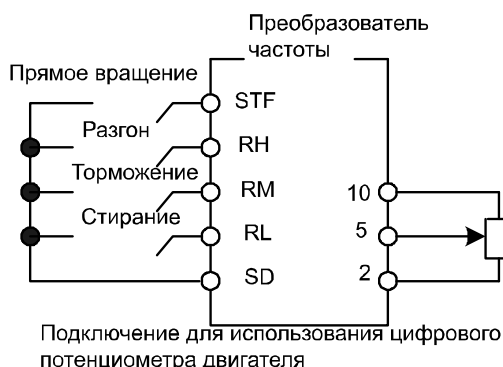 Преобразователь
частоты
Прямое вращение
STF
Разгон
RH
Торможение
RM
10
Стирание
RL
5
SD
2
Подключение для использования цифрового
потенциометра двигателя